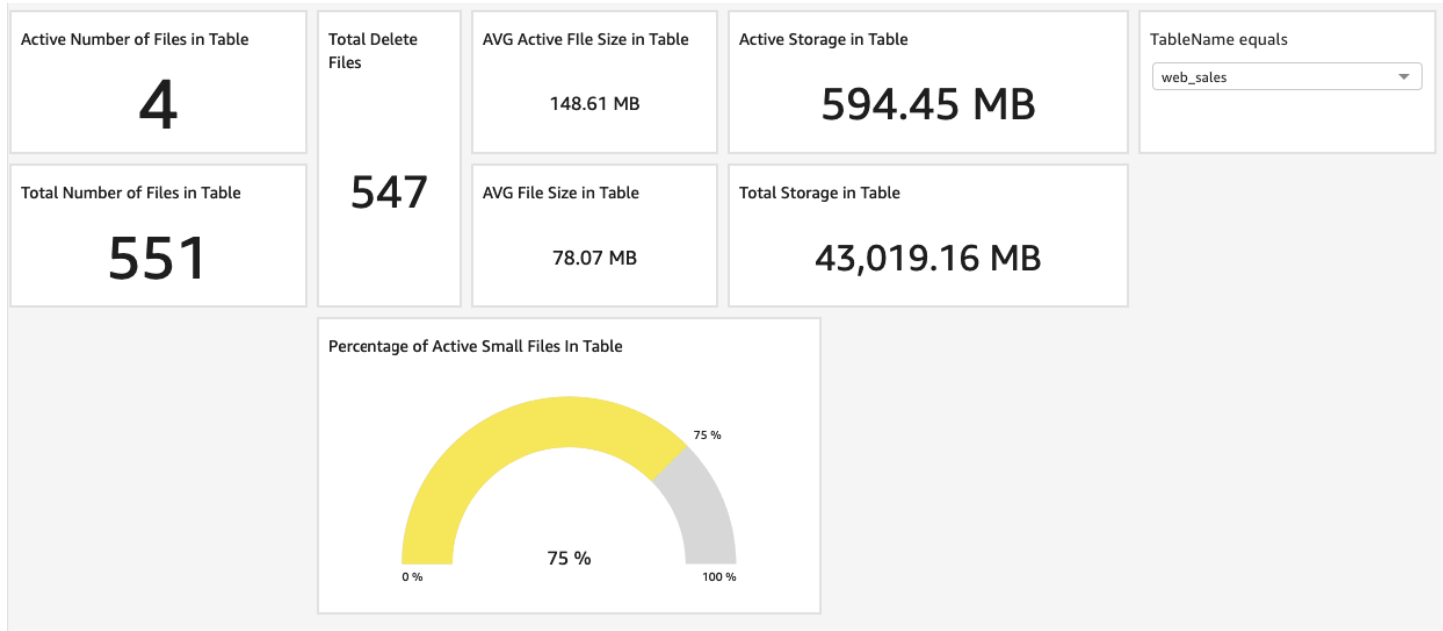 Active Number of Files in Table
4
Total Delete
Files
547
AVG Active FIle Size in Table
148.61 MB
Active Storage in Table
594.45 MB
TableName equals
web_sales
Total Number of Files in Table
551
AVG File Size in Table
78.07 MB
Total Storage in Table
43,019.16 MB
Percentage of Active Small Files In Table
75 %
75 %
0 %
100 %